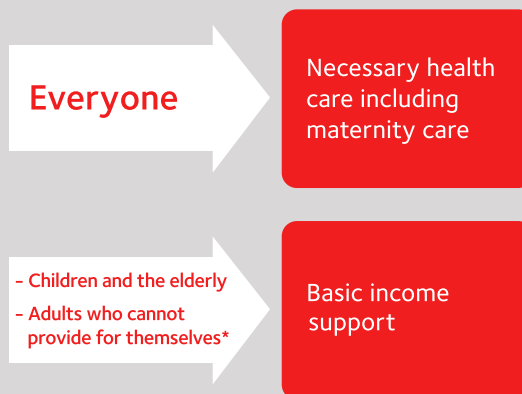 Everyone
Necessary health
care including
maternity care
- Children and the elderly
- Adults who cannot
provide for themselves*
Basic income
support